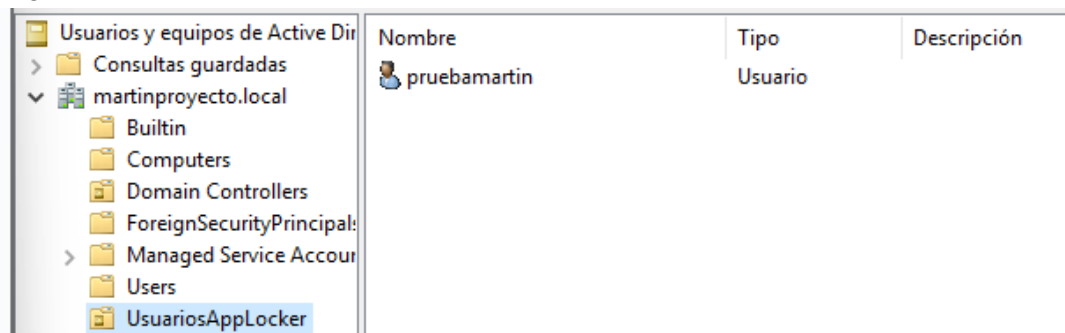 Usuarios y equipos de Active Dir
Consultas guardadas
martinproyecto.local
Builtin
Computers
Domain Controllers
ForeignSecurityPrincipals
Managed Service Accour
Users
UsuariosAppLocker
Nombre Tipo Descripción
pruebamartin Usuario